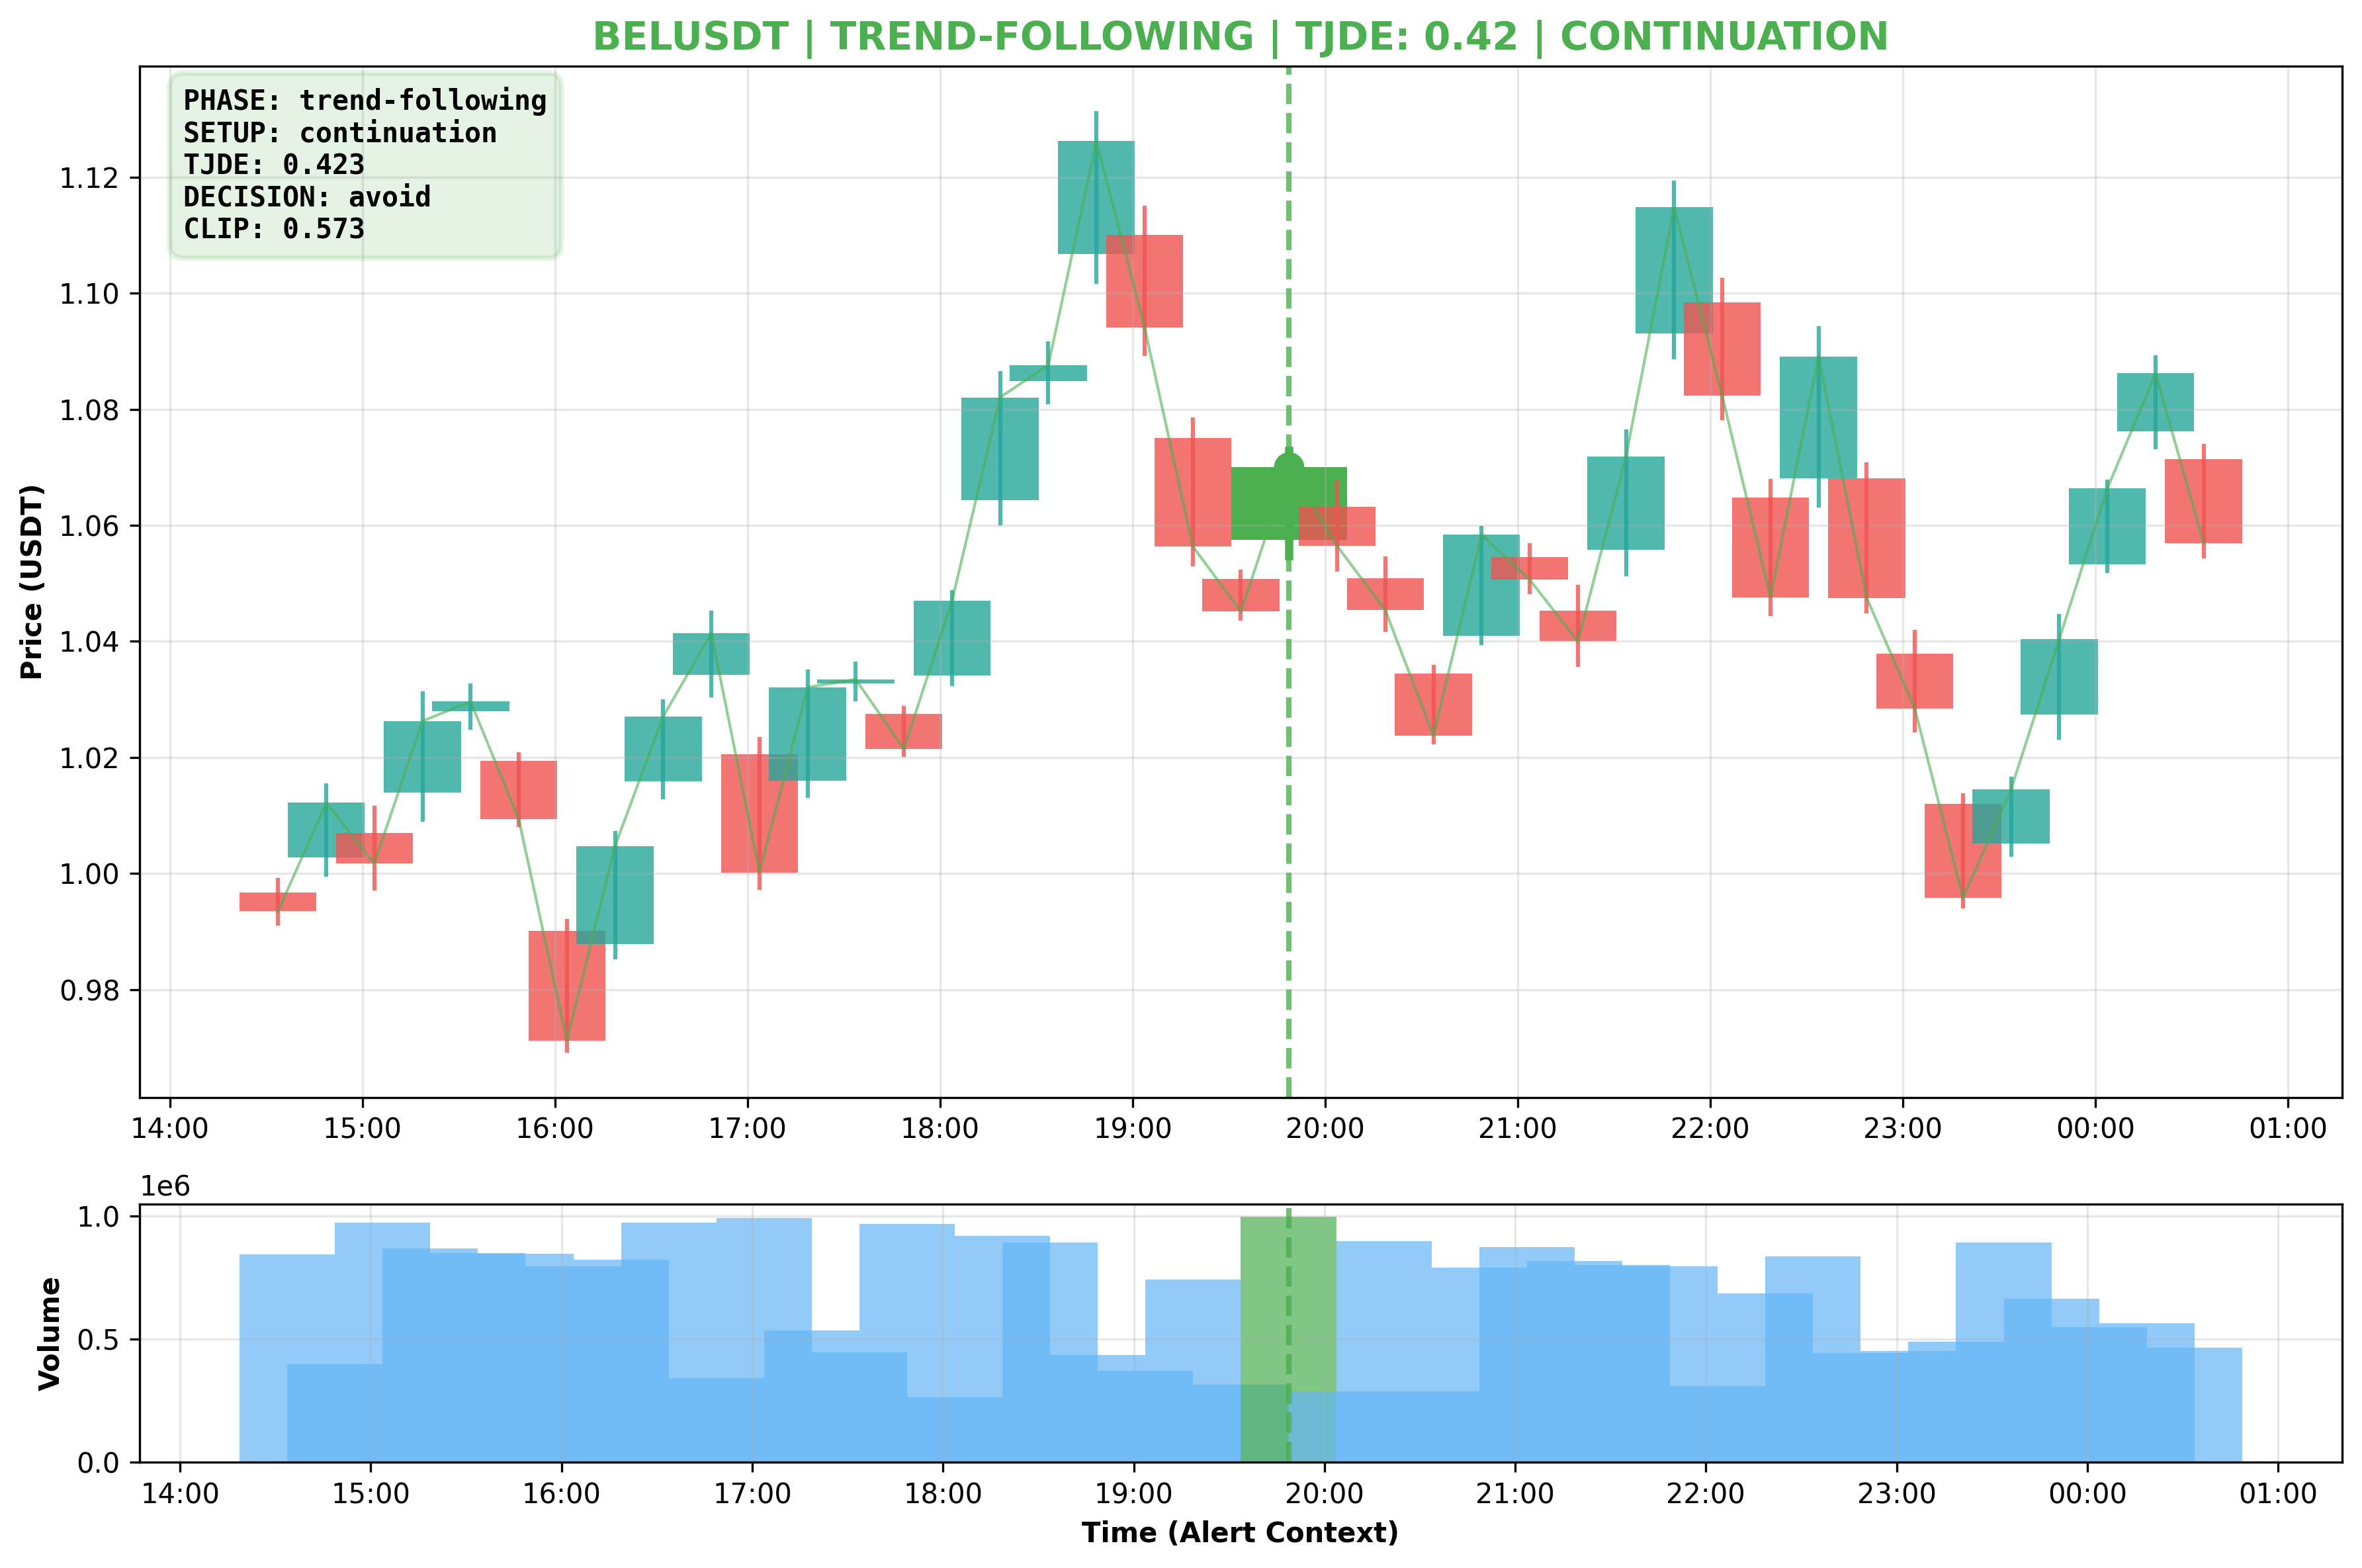 BELUSDT | TREND-FOLLOWING | TJDE: 0.42 | CONTINUATION
PHASE: trend-following
SETUP: continuation
TJDE: 0.423
DECISION: avoid
CLIP: 0.573
Price (USDT)
1.12
1.10
1.08
1.06
1.04
1.02
1.00
0.98
14:00 15:00 16:00 17:00 18:00 19:00 20:00 21:00 22:00 23:00 00:00 01:00
1e6
Volume
1.0
0.5
0.0
14:00 15:00 16:00 17:00 18:00 19:00 20:00 21:00 22:00 23:00 00:00 01:00
Time (Alert Context)